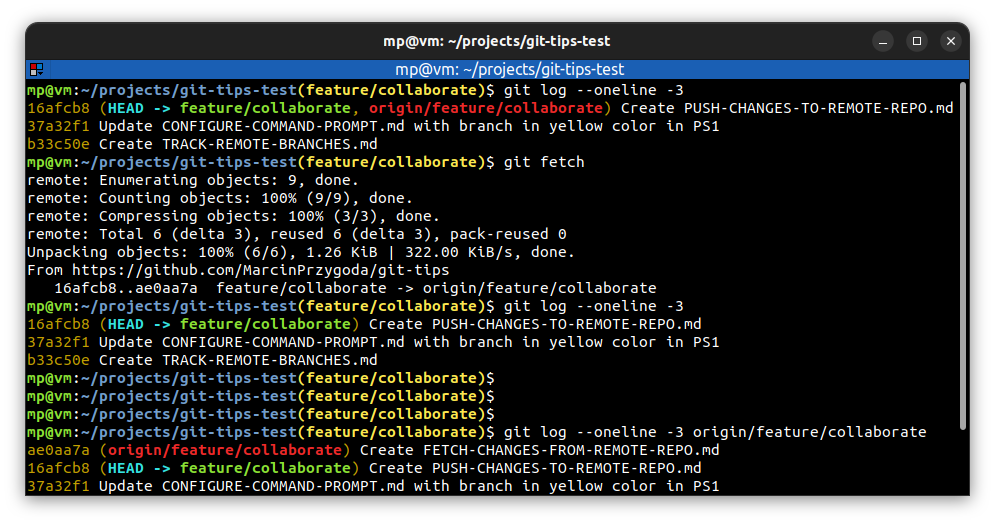 mp@vm: ~/projects/git-tips-test
mp@vm: ~/projects/git-tips-test
mp@vm:~/projects/git-tips-test(feature/collaborate)$ git log --oneline -3
16afcb8 (HEAD -> feature/collaborate, origin/feature/collaborate) Create PUSH-CHANGES-TO-REMOTE-REPO.md
37a32f1 Update CONFIGURE-COMMAND-PROMPT.md with branch in yellow color in PS1
b33c50e Create TRACK-REMOTE-BRANCHES.md
mp@vm:~/projects/git-tips-test(feature/collaborate)$ git fetch
remote: Enumerating objects: 9, done.
remote: Counting objects: 100% (9/9), done.
remote: Compressing objects: 100% (3/3), done.
remote: Total 6 (delta 3), reused 6 (delta 3), pack-reused 0
Unpacking objects: 100% (6/6), 1.26 KiB | 322.00 KiB/s, done.
From https://github.com/MarcinPrzygoda/git-tips
   16afcb8..ae0aa7a  feature/collaborate -> origin/feature/collaborate
mp@vm:~/projects/git-tips-test(feature/collaborate)$ git log --oneline -3
16afcb8 (HEAD -> feature/collaborate) Create PUSH-CHANGES-TO-REMOTE-REPO.md
37a32f1 Update CONFIGURE-COMMAND-PROMPT.md with branch in yellow color in PS1
b33c50e Create TRACK-REMOTE-BRANCHES.md
mp@vm:~/projects/git-tips-test(feature/collaborate)$
mp@vm:~/projects/git-tips-test(feature/collaborate)$
mp@vm:~/projects/git-tips-test(feature/collaborate)$
mp@vm:~/projects/git-tips-test(feature/collaborate)$ git log --oneline -3 origin/feature/collaborate
ae0aa7a (origin/feature/collaborate) Create FETCH-CHANGES-FROM-REMOTE-REPO.md
16afcb8 (HEAD -> feature/collaborate) Create PUSH-CHANGES-TO-REMOTE-REPO.md
37a32f1 Update CONFIGURE-COMMAND-PROMPT.md with branch in yellow color in PS1